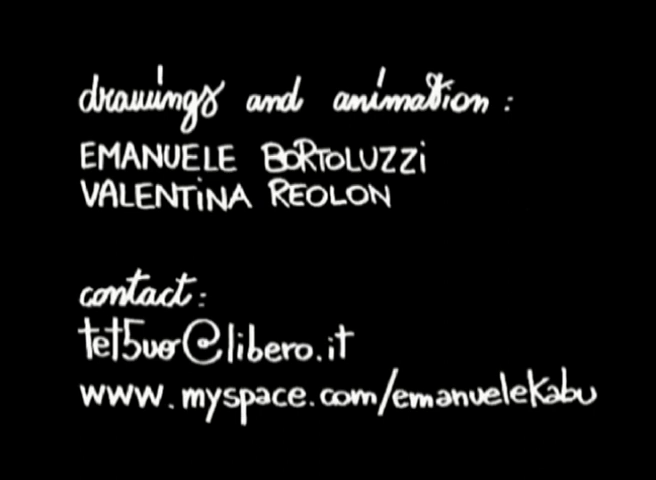 drawings and animation:
EMANUELE BORTOLUZZi
VALENTiNA REOLON
contact:
tet5uo@libero.it
www.myspace.com/emanuelekabu